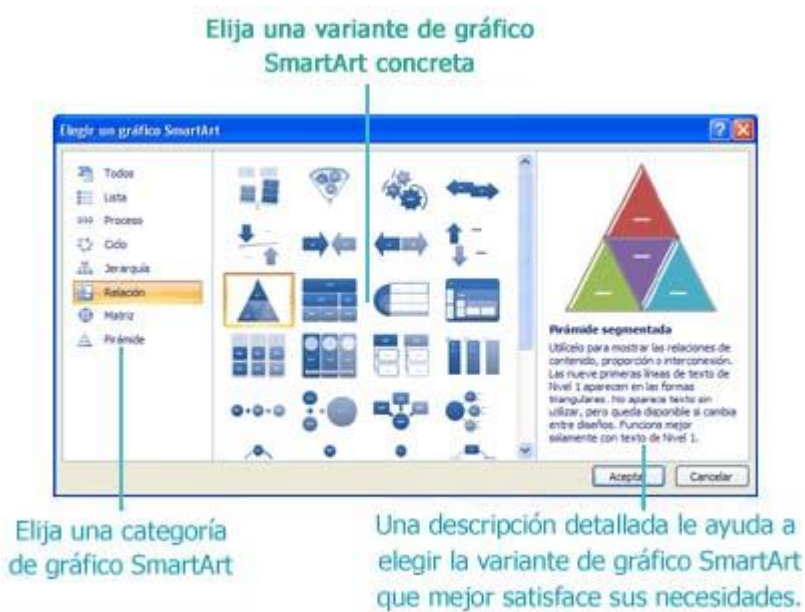 Elija una variante de gráfico
SmartArt concreta
Elegir un gráfico SmartArt
Todos
Lista
Proceso
Ciclo
Jerarquía
Relación
Matriz
Pirámide
Pirámide segmentada
Utilícelo para mostrar las relaciones de
contenido, proporción o interconexión.
Las nueve primeras líneas de texto de
Nivel 1 aparecen en las formas
triangulares. No aparece texto sin
utilizar, pero queda disponible si cambia
entre diseños. Funciona mejor
solamente con texto de Nivel 1.
Aceptar
Cancelar
Elija una categoría
de gráfico SmartArt
Una descripción detallada le ayuda a
elegir la variante de gráfico SmartArt
que mejor satisface sus necesidades.